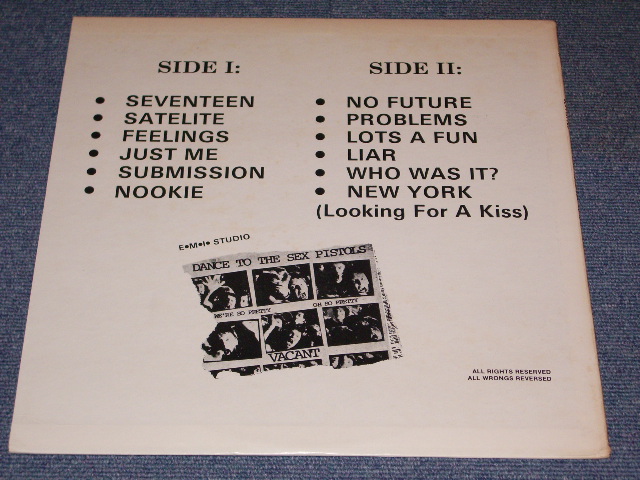 SIDE I:
• SEVENTEEN
• SATELITE
• FEELINGS
• JUST ME
• SUBMISSION
• NOOKIE
SIDE II:
• NO FUTURE
• PROBLEMS
• LOTS A FUN
• LIAR
• WHO WAS IT?
• NEW YORK
(Looking For A Kiss)
E•M•I• STUDIO
DANCE TO THE SEX PISTOLS
WE'RE SO PRETTY
OH SO PRETTY
VACANT
ALL RIGHTS RESERVED
ALL WRONGS REVERSED